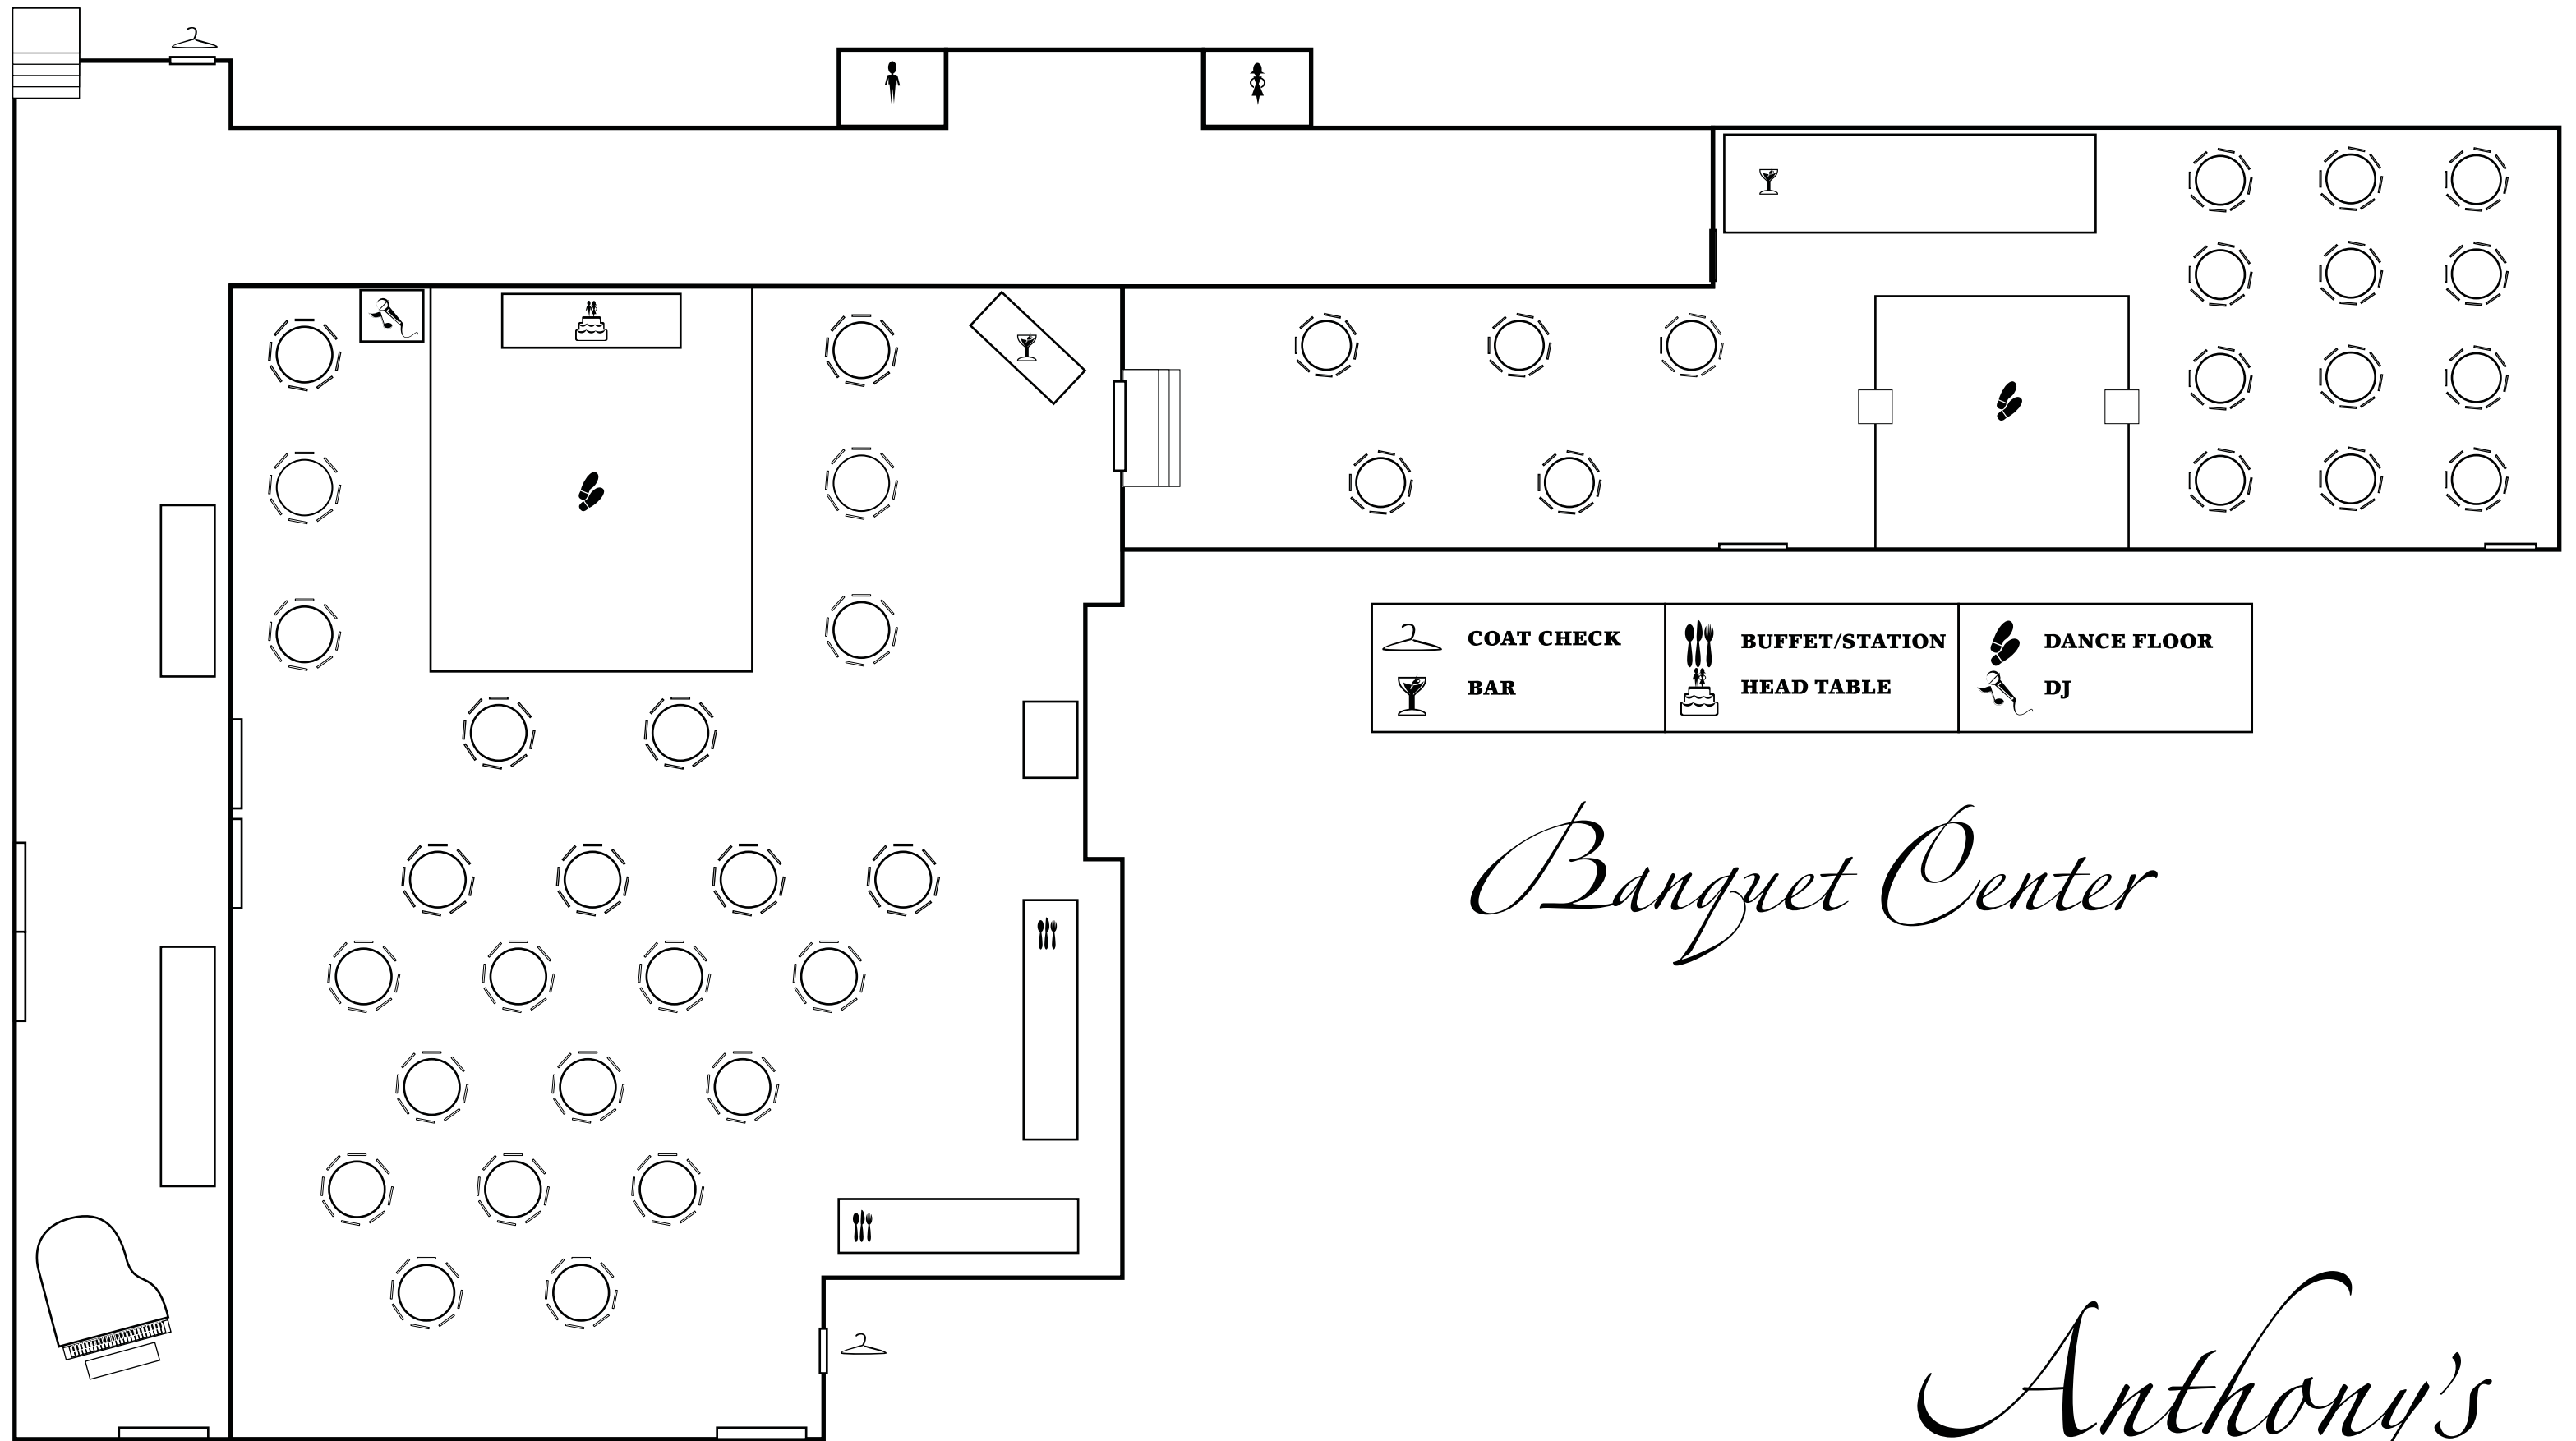 COAT CHECK
BAR
BUFFET/STATION
HEAD TABLE
DANCE FLOOR
DJ
Banquet Center
Anthony's